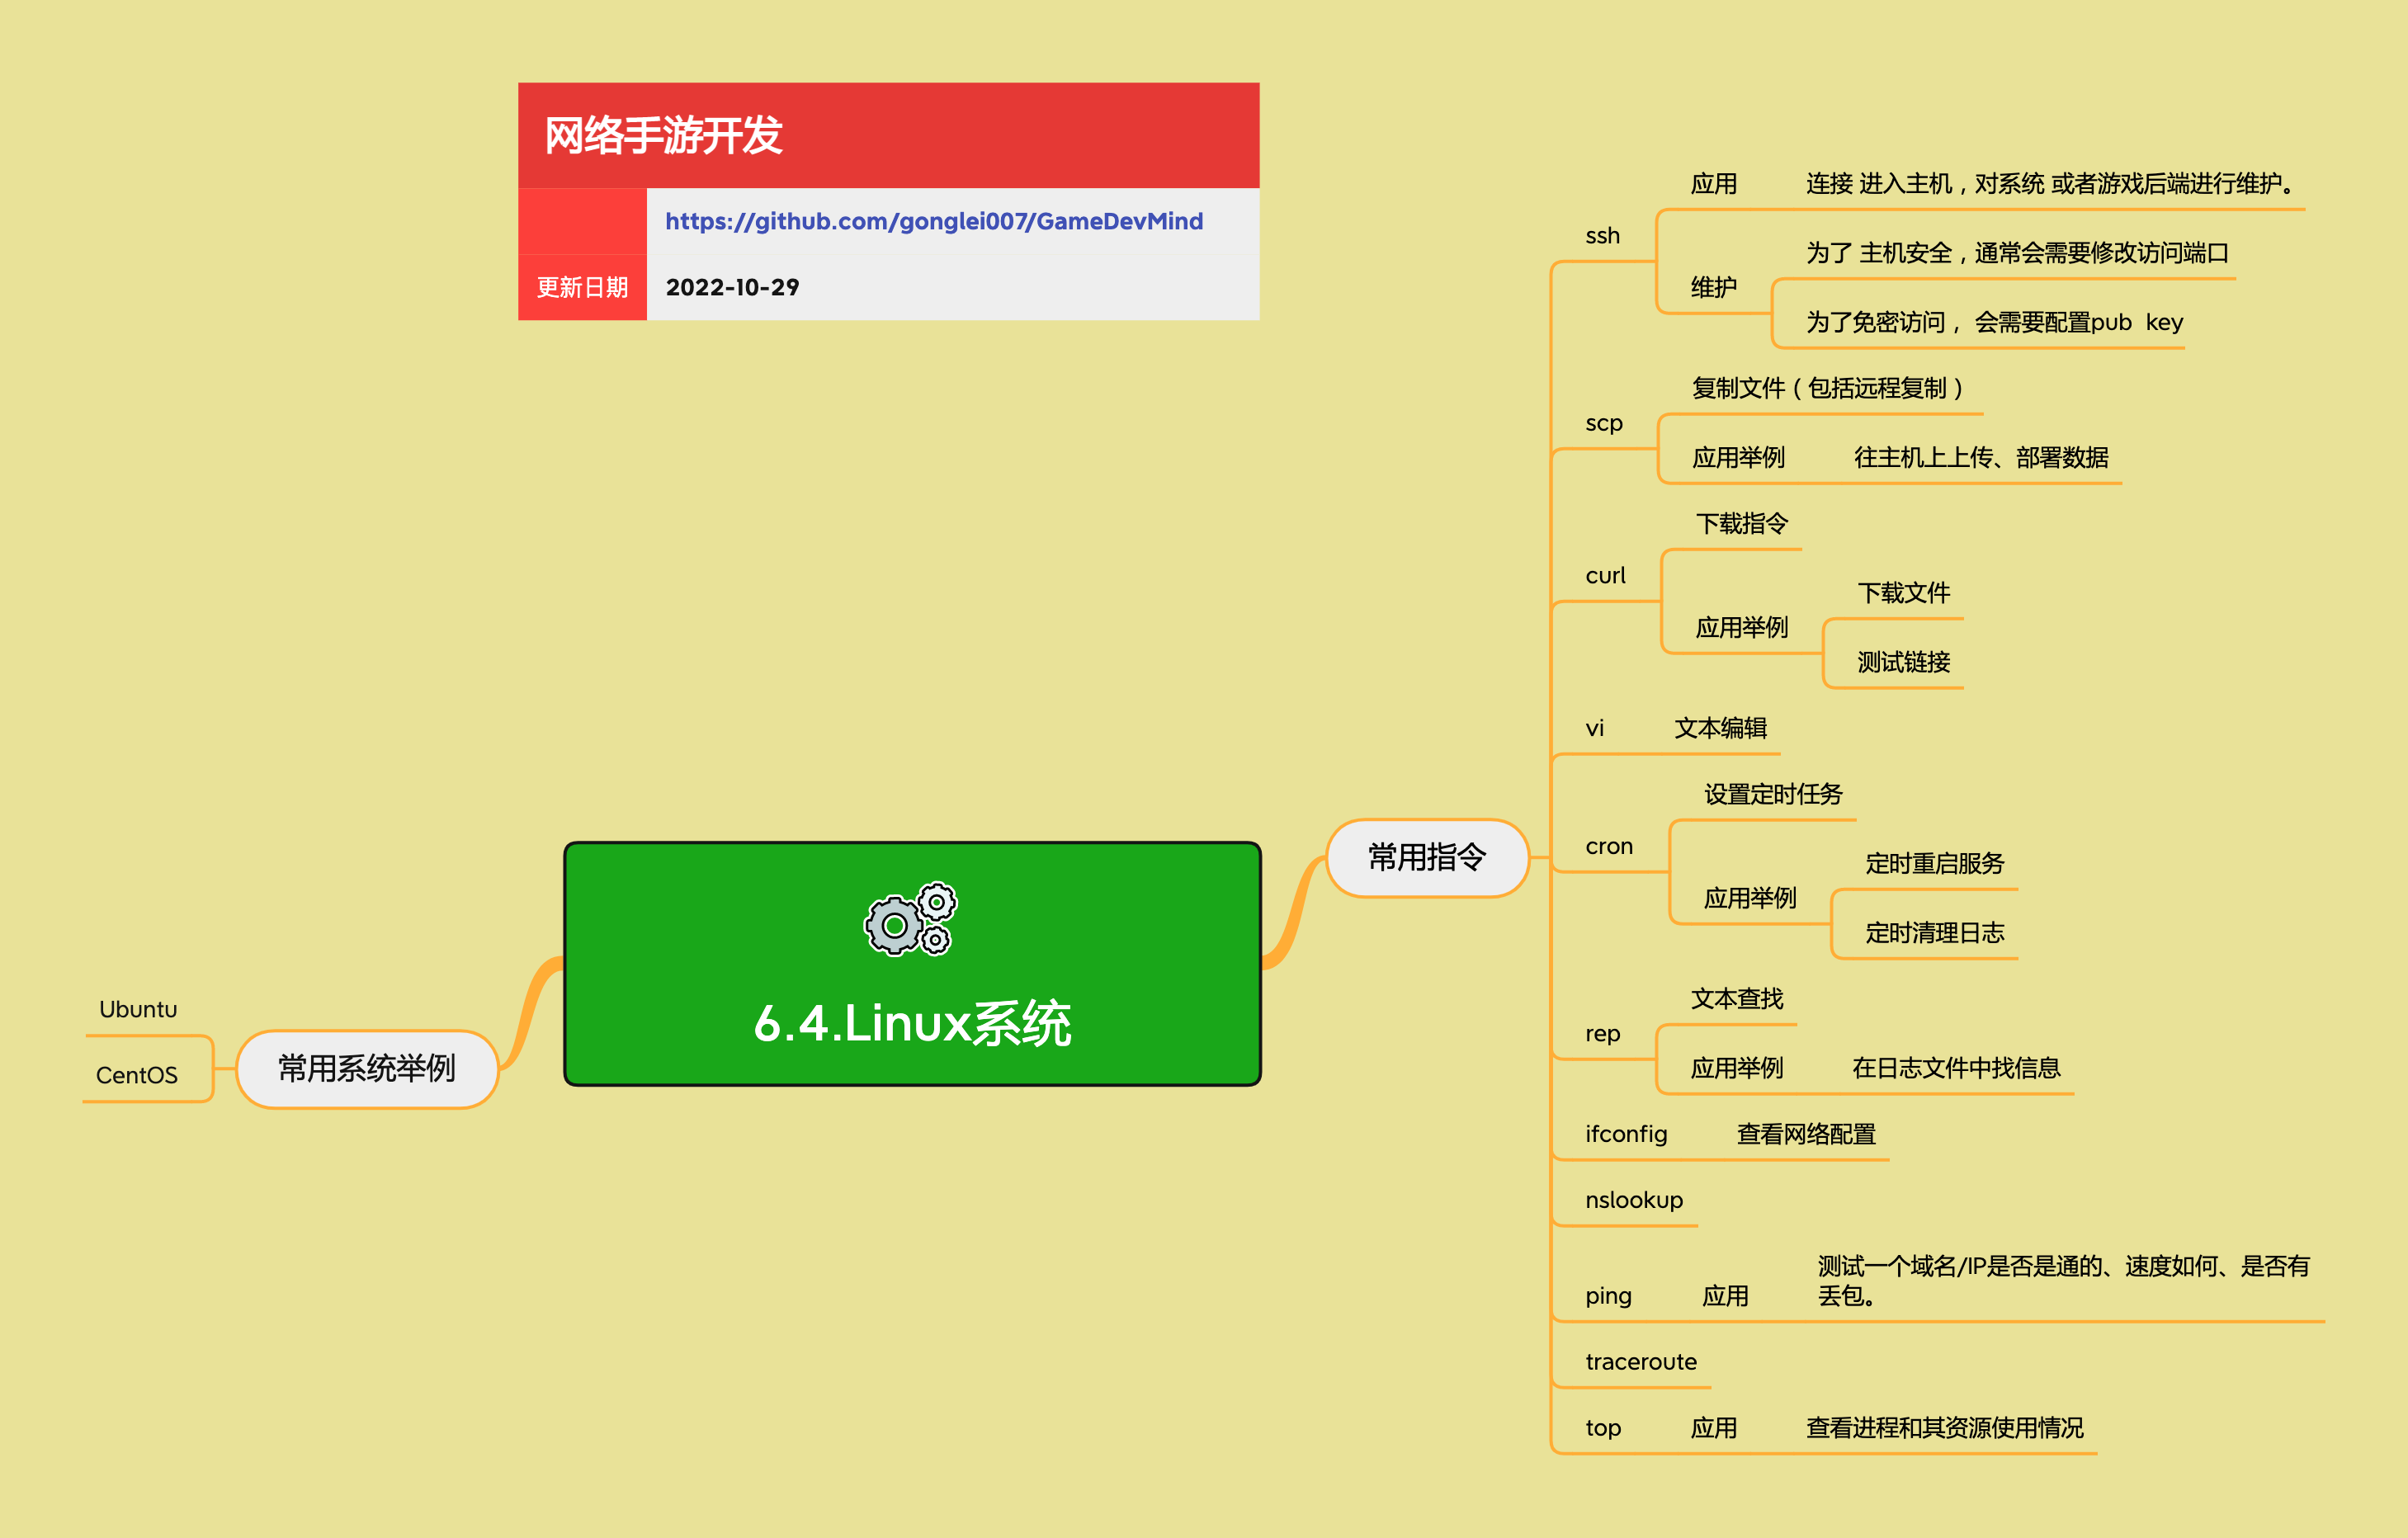 网络手游开发
https://github.com/gonglei007/GameDevMind
更新日期 2022-10-29
6.4.Linux系统
常用系统举例
Ubuntu
CentOS
常用指令
ssh
应用 连接 进入主机，对系统 或者游戏后端进行维护。
维护
为了 主机安全，通常会需要修改访问端口
为了免密访问， 会需要配置pub key
scp
复制文件（包括远程复制）
应用举例 往主机上上传、部署数据
curl
下载指令
应用举例
下载文件
测试链接
vi 文本编辑
cron
设置定时任务
应用举例
定时重启服务
定时清理日志
rep
文本查找
应用举例 在日志文件中找信息
ifconfig 查看网络配置
nslookup
ping 应用 测试一个域名/IP是否是通的、速度如何、是否有
丢包。
traceroute
top 应用 查看进程和其资源使用情况